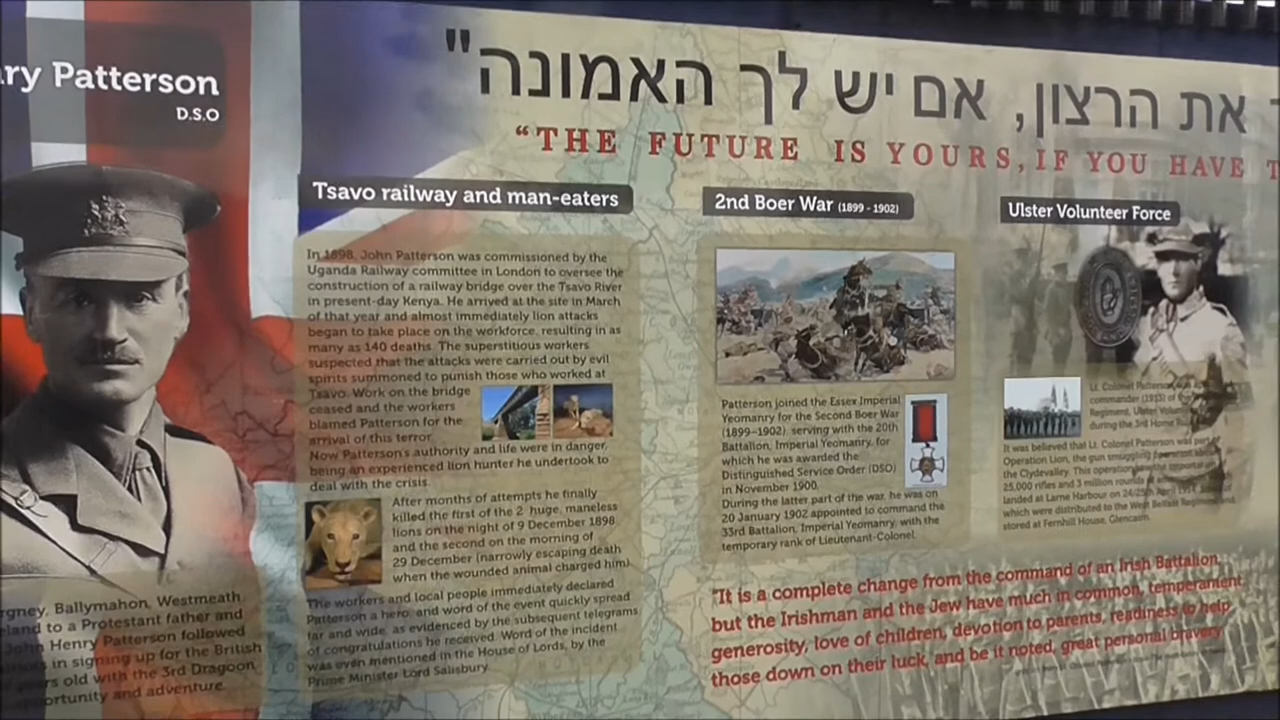 ry Patterson
D.S.O
את הרצון, אם יש לך האמונה"
"THE FUTURE IS YOURS, IF YOU HAVE T
Tsavo railway and man-eaters
In 1898, John Patterson was commissioned by the
Uganda Railway committee in London to oversee the
construction of a railway bridge over the Tsavo River
in present-day Kenya. He arrived at the site in March
of that year and almost immediately lion attacks
began to take place on the workforce, resulting in as
many as 140 deaths. The superstitious workers
suspected that the attacks were carried out by evil
spirits summoned to punish those who worked at
Tsavo. Work on the bridge
ceased and the workers
blamed Patterson for the
arrival of this terror.
Now Patterson's authority and life were in danger,
being an experienced lion hunter he undertook to
deal with the crisis.
After months of attempts he finally
killed the first of the 2 huge, maneless
lions on the night of 9 December 1898
and the second on the morning of
29 December (narrowly escaping death
when the wounded animal charged him)
The workers and local people immediately declared
Patterson a hero, and word of the event quickly spread
far and wide, as evidenced by the subsequent telegrams
of congratulations he received. Word of the incident
was even mentioned in the House of Lords, by the
Prime Minister Lord Salisbury.
2nd Boer War (1899 - 1902)
Patterson joined the Essex Imperial
Yeomanry for the Second Boer War
(1899–1902), serving with the 20th
Battalion, Imperial Yeomanry, for
which he was awarded the
Distinguished Service Order (DSO)
in November 1900.
During the latter part of the war, he was on
20 January 1902 appointed to command the
33rd Battalion, Imperial Yeomanry, with the
temporary rank of Lieutenant-Colonel.
Ulster Volunteer Force
Lt. Colonel Patterson was
commander (1913) of the
Regiment, Ulster Volun
during the 3rd Home Ru
It was believed that Lt. Colonel Patterson was part of
Operation Lion, the gun smuggling
the Clydevalley. This operation
25,000 rifles and 3 million rounds
landed at Larne Harbour on 24/25th April 1914,
which were distributed to the West Belfast Regiment and
stored at Fernhill House, Glencairn.
"It is a complete change from the command of an Irish Battalion,
but the Irishman and the Jew have much in common, temperament,
generosity, love of children, devotion to parents, readiness to help
those down on their luck, and be it noted, great personal bravery
rgney, Ballymahon, Westmeath,
land to a Protestant father and
John Henry Patterson followed
in signing up for the British
years old with the 3rd Dragoon
portunity and adventure.